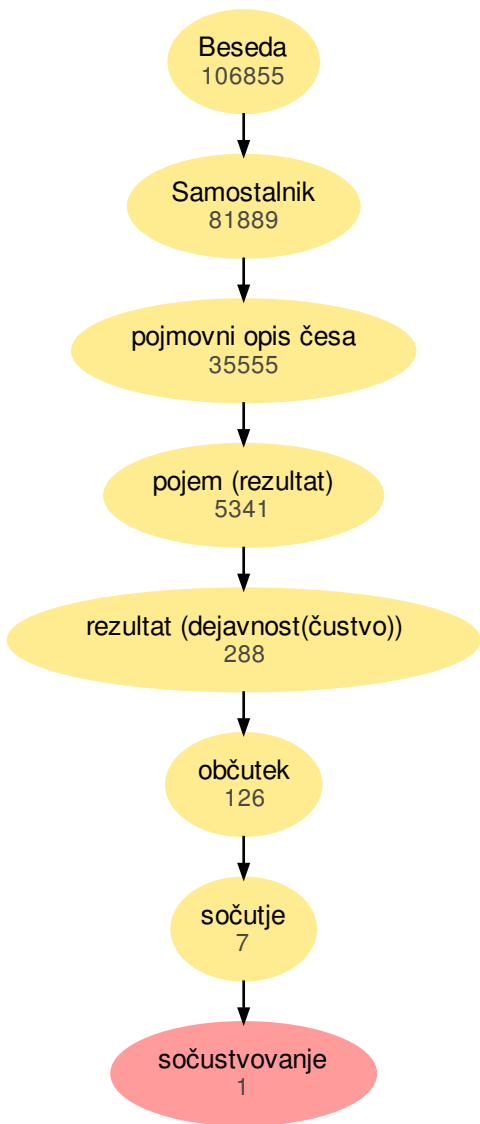 Beseda
106855
Samostalnik
81889
pojmovni opis česa
35555
pojem (rezultat)
5341
rezultat (dejavnost(čustvo))
288
občutek
126
sočutje
7
sočustvovanje
1